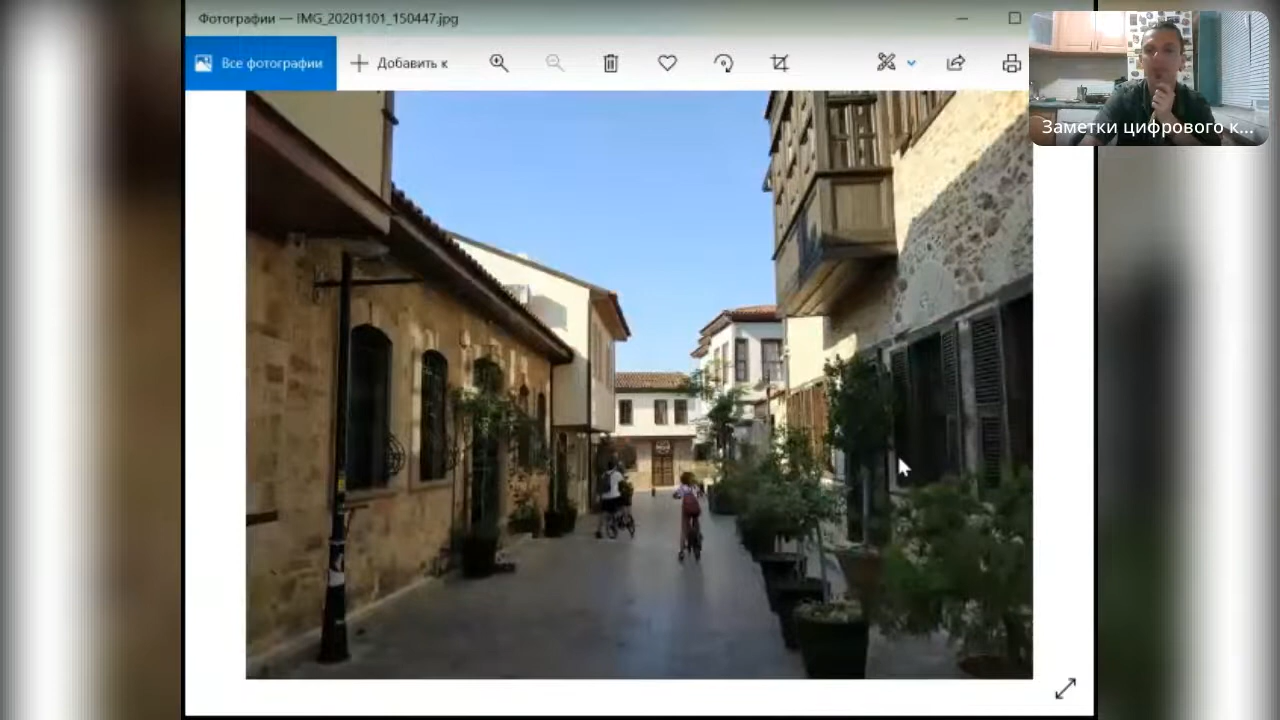 Фотографии — IMG_20201101_150447.jpg
Все фотографии
Добавить к
Заметки цифрового к...